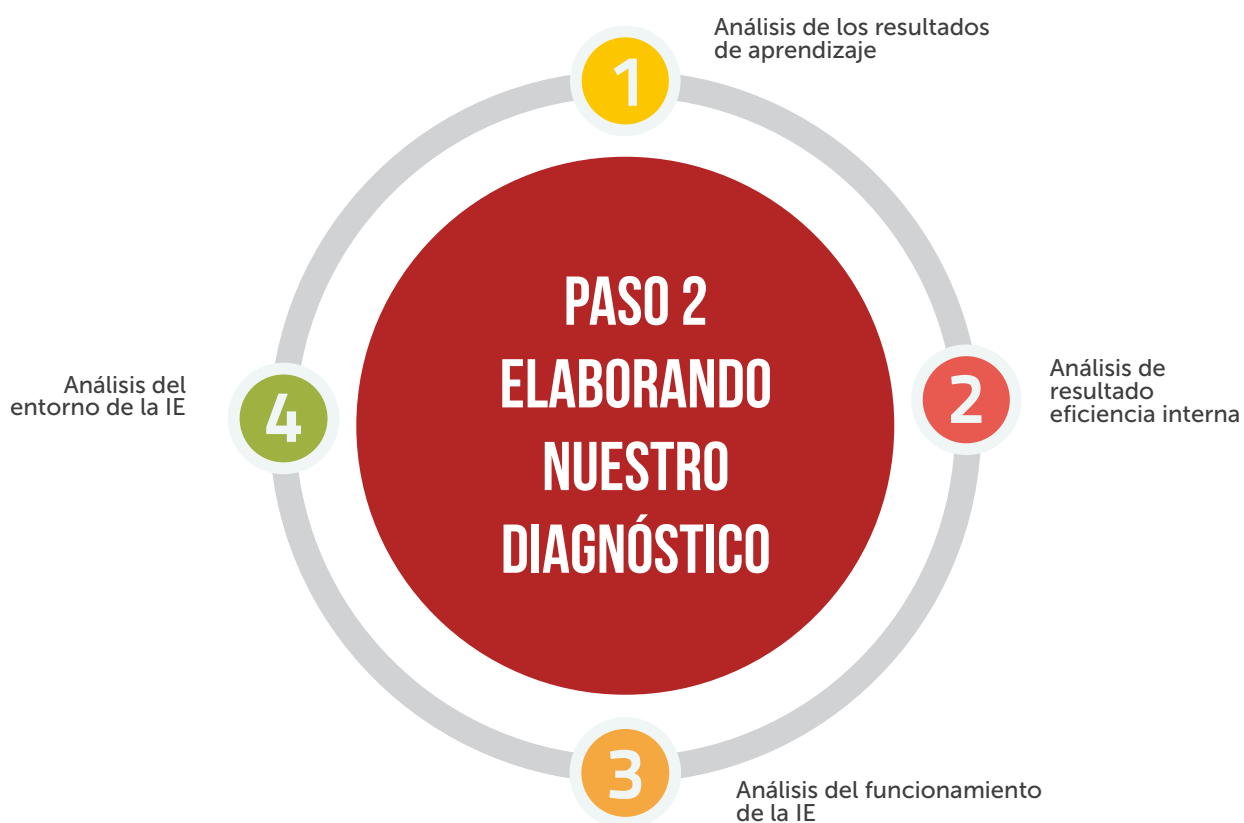 1
Análisis de los resultados
de aprendizaje
PASO 2
ELABORANDO
NUESTRO
DIAGNÓSTICO
2
Análisis de
resultado
eficiencia interna
3
Análisis del funcionamiento
de la IE
4
Análisis del
entorno de la IE